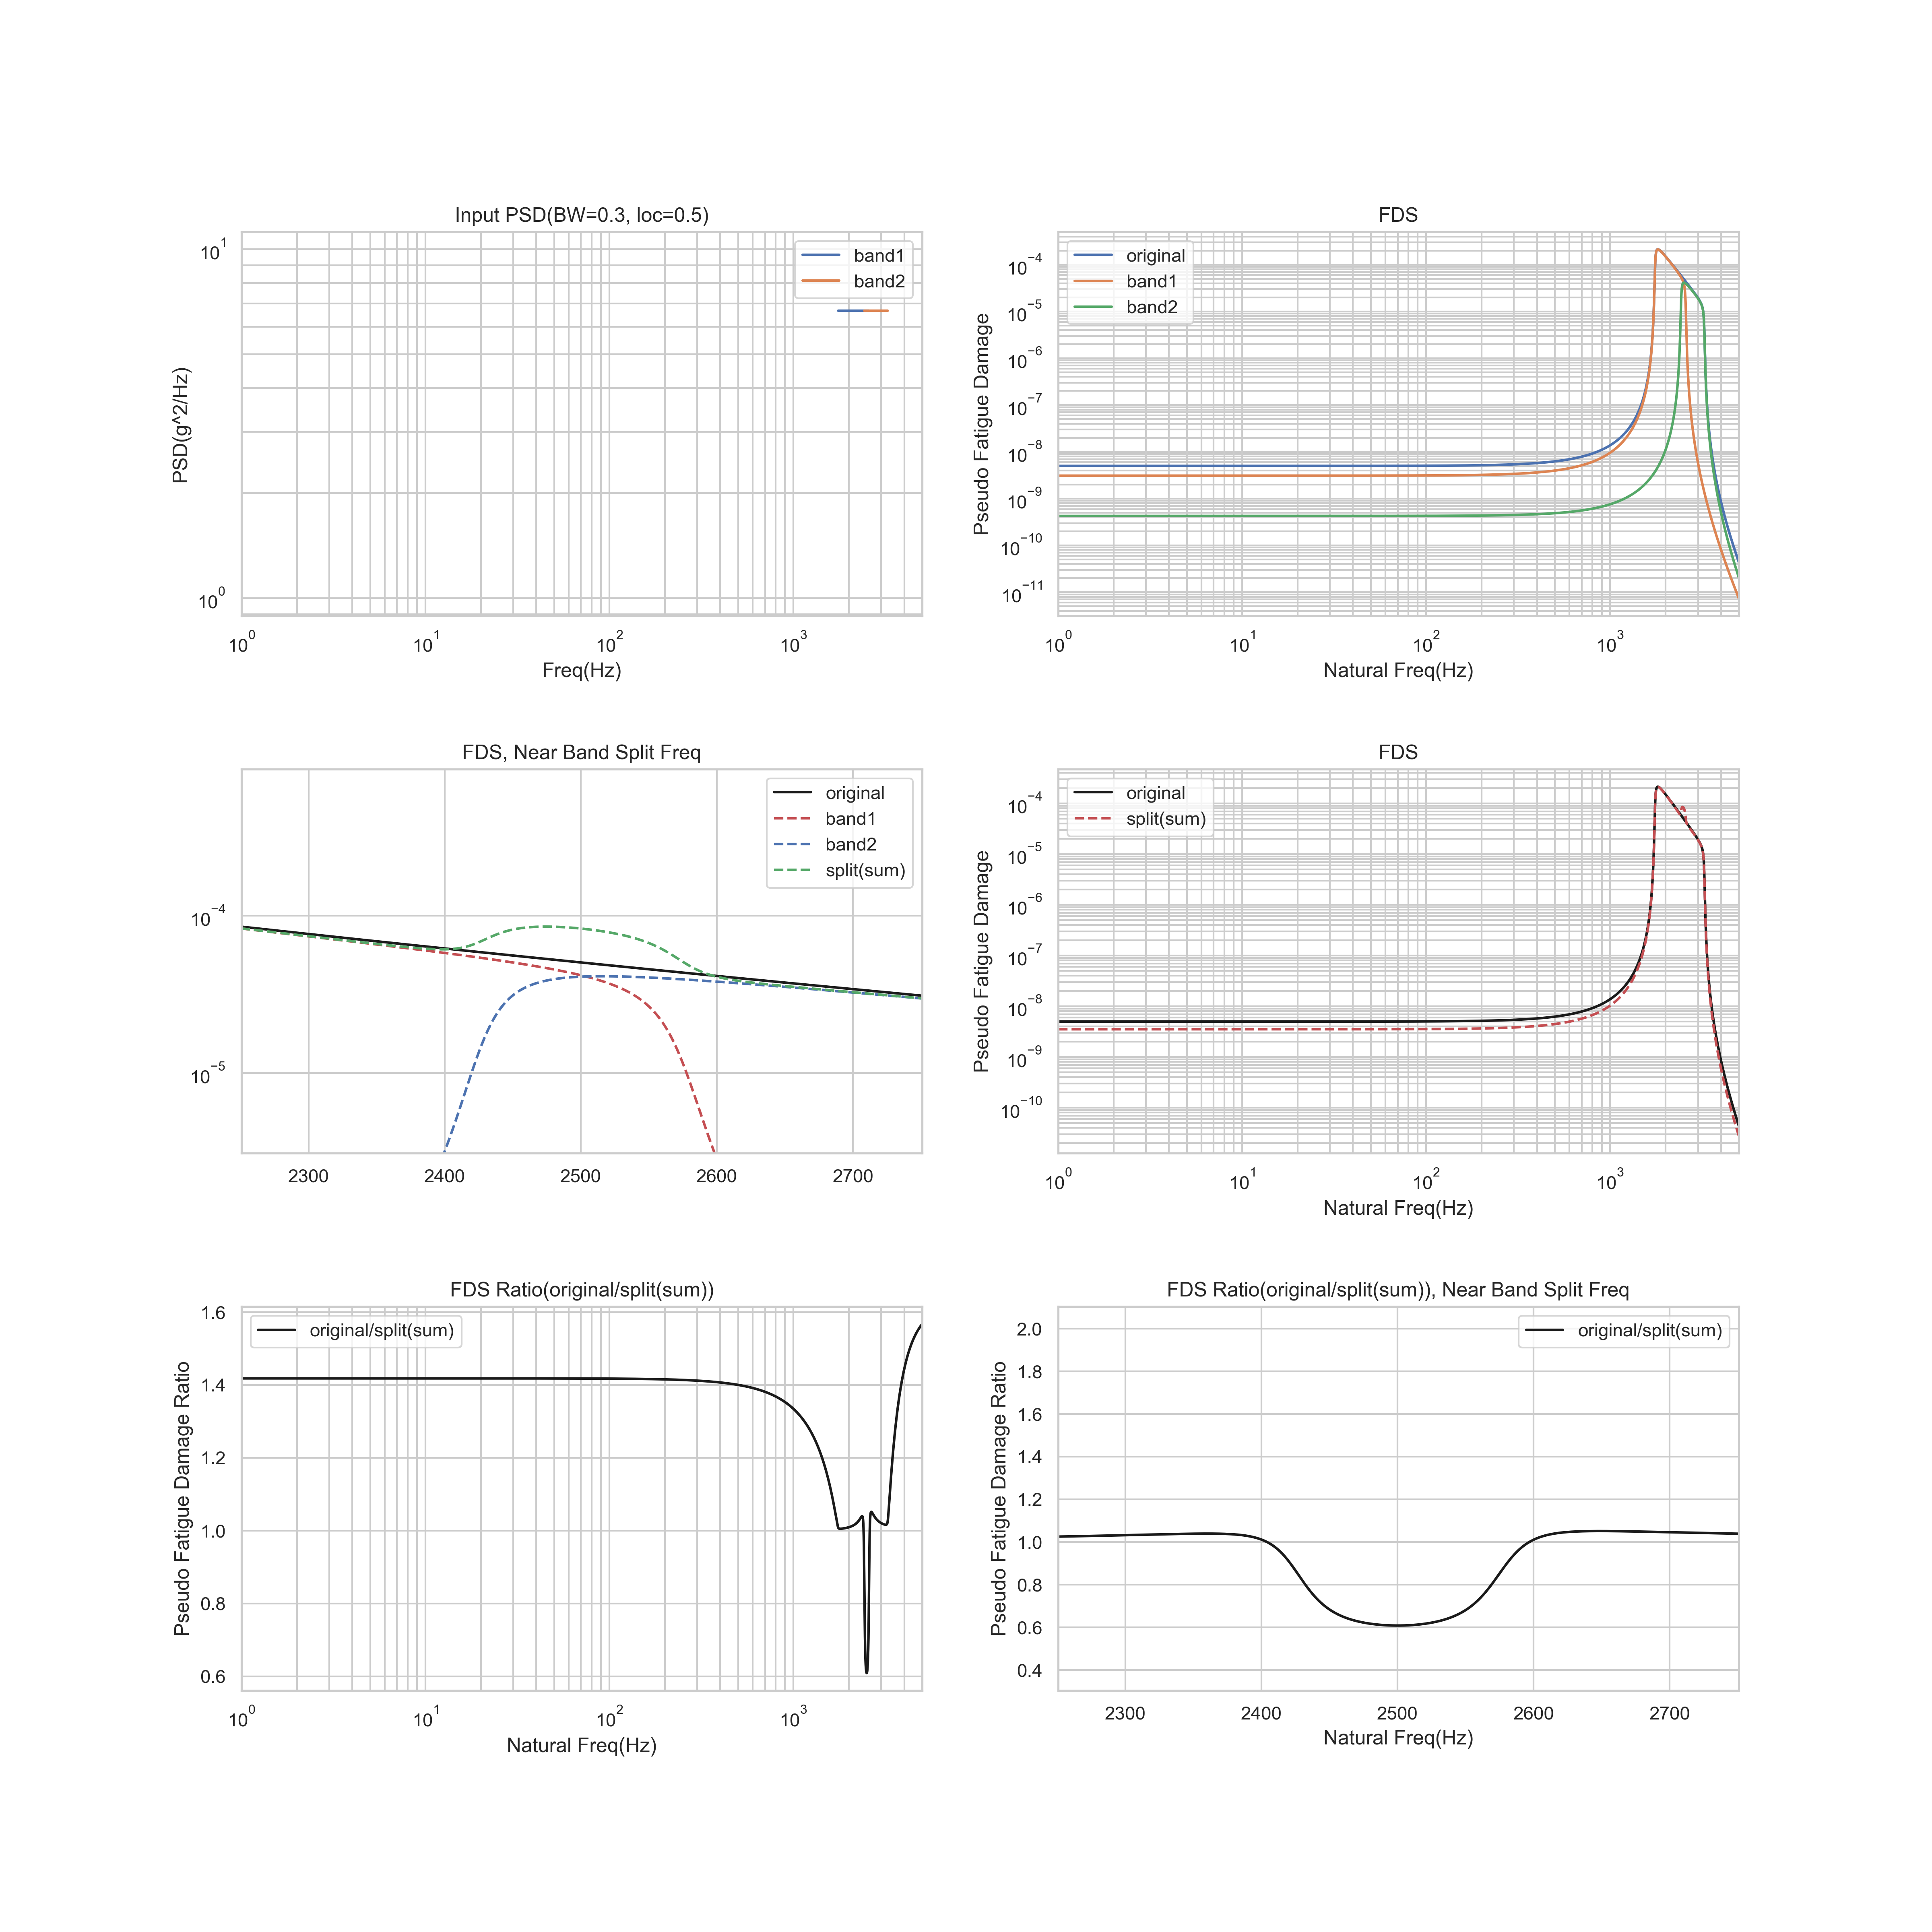 Input PSD(BW=0.3, loc=0.5)
PSD(g^2/Hz)
10^1
10^0
band1
band2
10^0 10^1 10^2 10^3
Freq(Hz)
FDS
Pseudo Fatigue Damage
10^−4
10^−5
10^−6
10^−7
10^−8
10^−9
10^−10
10^−11
original
band1
band2
10^0 10^1 10^2 10^3
Natural Freq(Hz)
FDS, Near Band Split Freq
10^−4
10^−5
original
band1
band2
split(sum)
2300 2400 2500 2600 2700
FDS
Pseudo Fatigue Damage
10^−4
10^−5
10^−6
10^−7
10^−8
10^−9
10^−10
original
split(sum)
10^0 10^1 10^2 10^3
Natural Freq(Hz)
FDS Ratio(original/split(sum))
Pseudo Fatigue Damage Ratio
1.6
1.4
1.2
1.0
0.8
0.6
original/split(sum)
10^0 10^1 10^2 10^3
Natural Freq(Hz)
FDS Ratio(original/split(sum)), Near Band Split Freq
Pseudo Fatigue Damage Ratio
2.0
1.8
1.6
1.4
1.2
1.0
0.8
0.6
0.4
original/split(sum)
2300 2400 2500 2600 2700
Natural Freq(Hz)